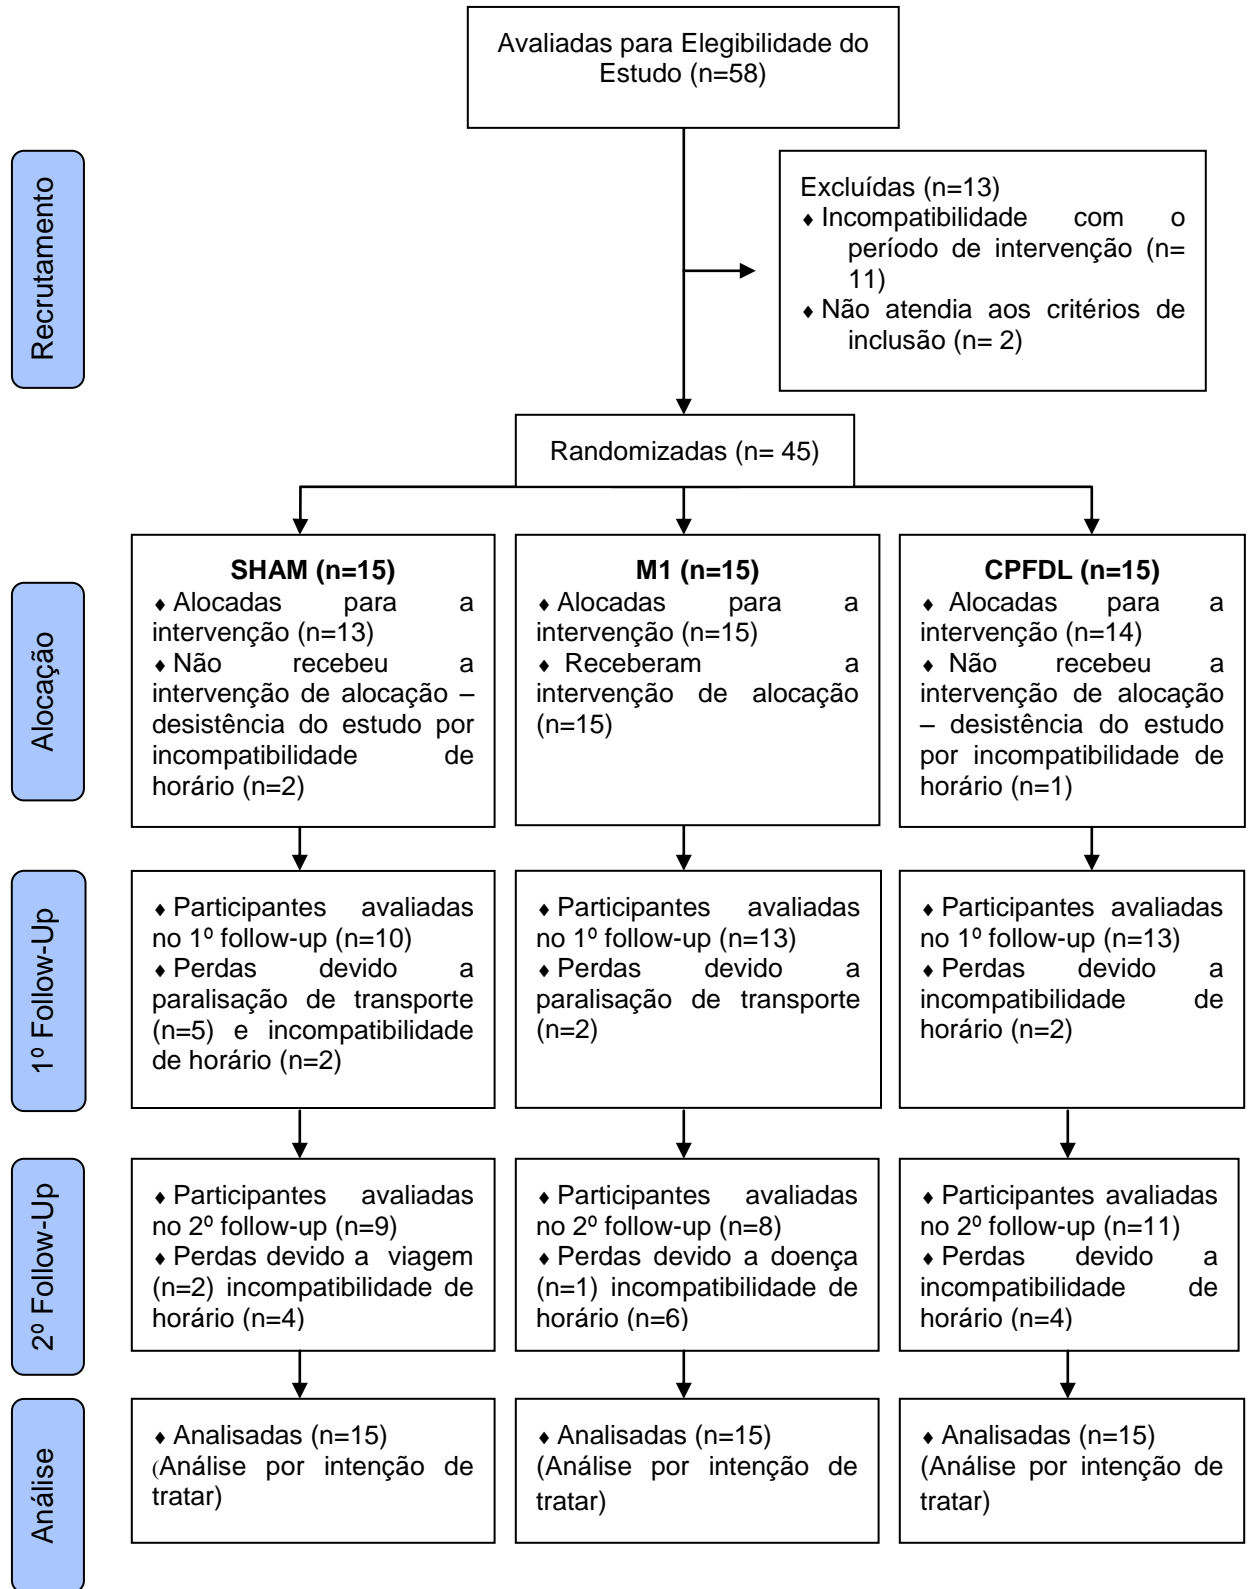 Avaliadas para Elegibilidade do
Estudo (n=58)
Recrutamento
Excluídas (n=13)
♦ Incompatibilidade com o
período de intervenção (n=
11)
♦ Não atendia aos critérios de
inclusão (n= 2)
Randomizadas (n= 45)
Alocação
SHAM (n=15)
♦ Alocadas para a
intervenção (n=13)
♦ Não recebeu a
intervenção de alocação –
desistência do estudo por
incompatibilidade de
horário (n=2)
M1 (n=15)
♦ Alocadas para a
intervenção (n=15)
♦ Receberam a
intervenção de alocação
(n=15)
CPFDL (n=15)
♦ Alocadas para a
intervenção (n=14)
♦ Não recebeu a
intervenção de alocação
– desistência do estudo
por incompatibilidade de
horário (n=1)
1º Follow-Up
♦ Participantes avaliadas
no 1º follow-up (n=10)
♦ Perdas devido a
paralisação de transporte
(n=5) e incompatibilidade
de horário (n=2)
♦ Participantes avaliadas
no 1º follow-up (n=13)
♦ Perdas devido a
paralisação de transporte
(n=2)
♦ Participantes avaliadas
no 1º follow-up (n=13)
♦ Perdas devido a
incompatibilidade de
horário (n=2)
2º Follow-Up
♦ Participantes avaliadas
no 2º follow-up (n=9)
♦ Perdas devido a viagem
(n=2) incompatibilidade de
horário (n=4)
♦ Participantes avaliadas
no 2º follow-up (n=8)
♦ Perdas devido a doença
(n=1) incompatibilidade de
horário (n=6)
♦ Participantes avaliadas
no 2º follow-up (n=11)
♦ Perdas devido a
incompatibilidade de
horário (n=4)
Análise
♦ Analisadas (n=15)
(Análise por intenção de
tratar)
♦ Analisadas (n=15)
(Análise por intenção de
tratar)
♦ Analisadas (n=15)
(Análise por intenção de
tratar)